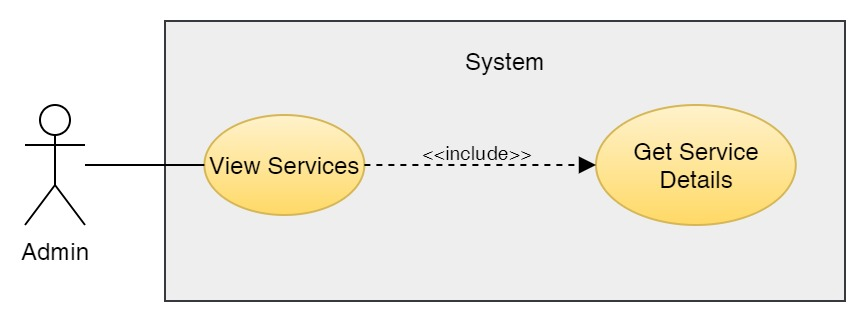 System
View Services
<<include>>
Get Service
Details
Admin